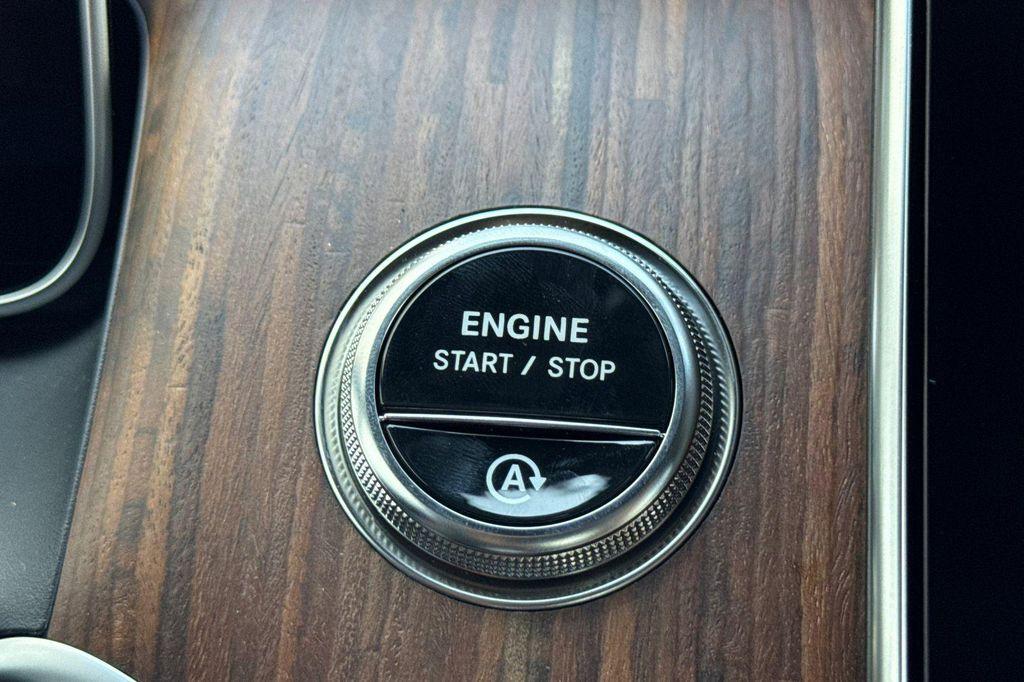 ENGINE
START / STOP
A